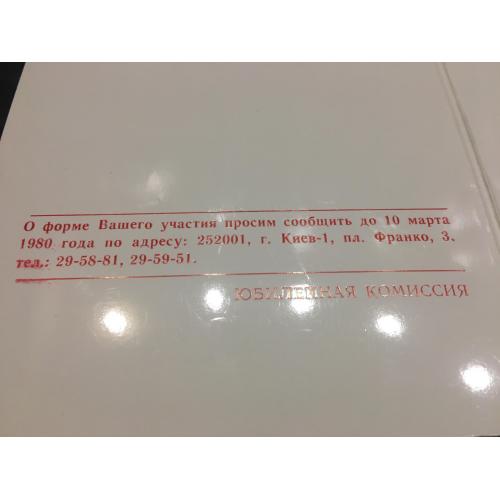 О форме Вашего участия просим сообщить до 10 марта
1980 года по адресу: 252001, г. Киев-1, пл. Франко, 3,
тел.: 29-58-81, 29-59-51.
ЮБИЛЕЙНАЯ КОМИССИЯ